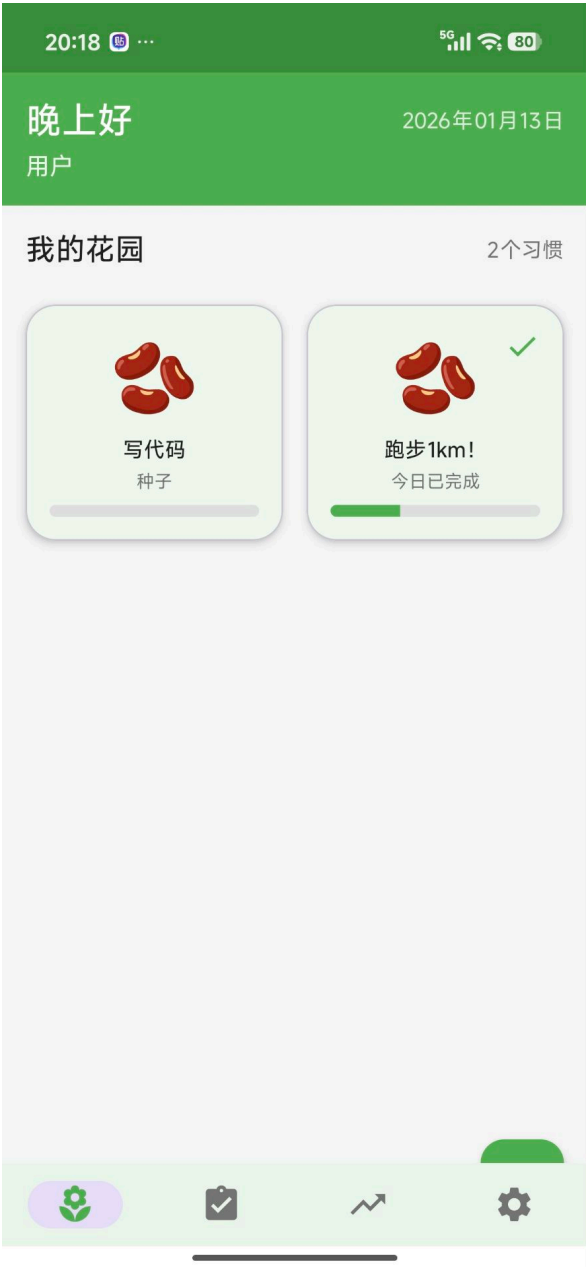 20:18 贴 ···
5G 80
晚上好
2026年01月13日
用户
我的花园
2个习惯
写代码
种子
跑步1km!
今日已完成